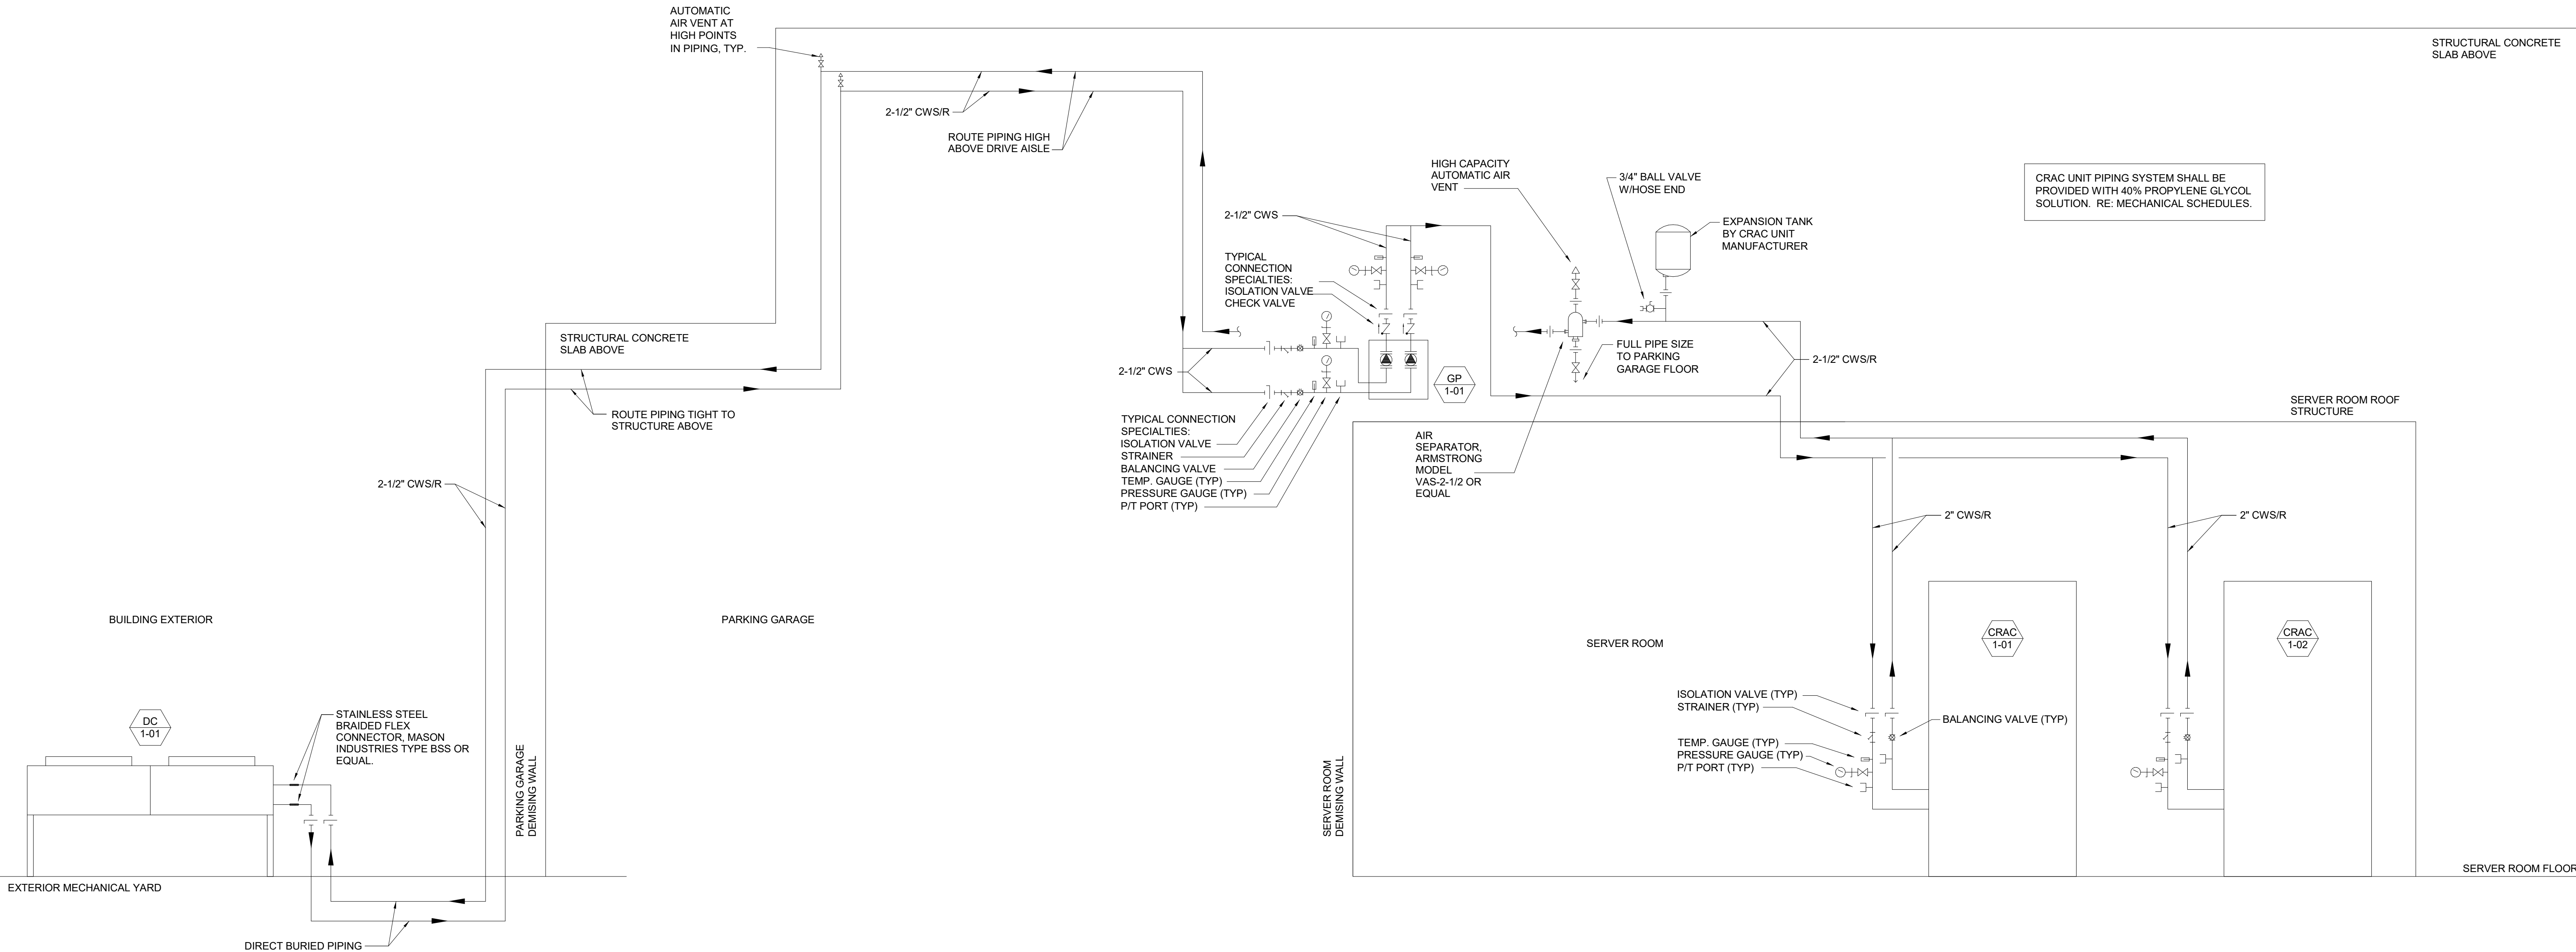 AUTOMATIC
AIR VENT AT
HIGH POINTS
IN PIPING, TYP.
STRUCTURAL CONCRETE
SLAB ABOVE
2-1/2" CWS/R
ROUTE PIPING HIGH
ABOVE DRIVE AISLE
HIGH CAPACITY
AUTOMATIC AIR
VENT
3/4" BALL VALVE
W/HOSE END
CRAC UNIT PIPING SYSTEM SHALL BE
PROVIDED WITH 40% PROPYLENE GLYCOL
SOLUTION. RE: MECHANICAL SCHEDULES.
2-1/2" CWS
EXPANSION TANK
BY CRAC UNIT
MANUFACTURER
TYPICAL
CONNECTION
SPECIALTIES:
ISOLATION VALVE
CHECK VALVE
STRUCTURAL CONCRETE
SLAB ABOVE
FULL PIPE SIZE
TO PARKING
GARAGE FLOOR
2-1/2" CWS/R
2-1/2" CWS
GP
1-01
ROUTE PIPING TIGHT TO
STRUCTURE ABOVE
SERVER ROOM ROOF
STRUCTURE
TYPICAL CONNECTION
SPECIALTIES:
ISOLATION VALVE
STRAINER
BALANCING VALVE
TEMP. GAUGE (TYP)
PRESSURE GAUGE (TYP)
P/T PORT (TYP)
AIR
SEPARATOR,
ARMSTRONG
MODEL
VAS-2-1/2 OR
EQUAL
2-1/2" CWS/R
2" CWS/R
2" CWS/R
BUILDING EXTERIOR
PARKING GARAGE
SERVER ROOM
CRAC
1-01
CRAC
1-02
DC
1-01
STAINLESS STEEL
BRAIDED FLEX
CONNECTOR, MASON
INDUSTRIES TYPE BSS OR
EQUAL.
PARKING GARAGE
DEMISING WALL
SERVER ROOM
DEMISING WALL
ISOLATION VALVE (TYP)
STRAINER (TYP)
BALANCING VALVE (TYP)
TEMP. GAUGE (TYP)
PRESSURE GAUGE (TYP)
P/T PORT (TYP)
EXTERIOR MECHANICAL YARD
SERVER ROOM FLOOR
DIRECT BURIED PIPING